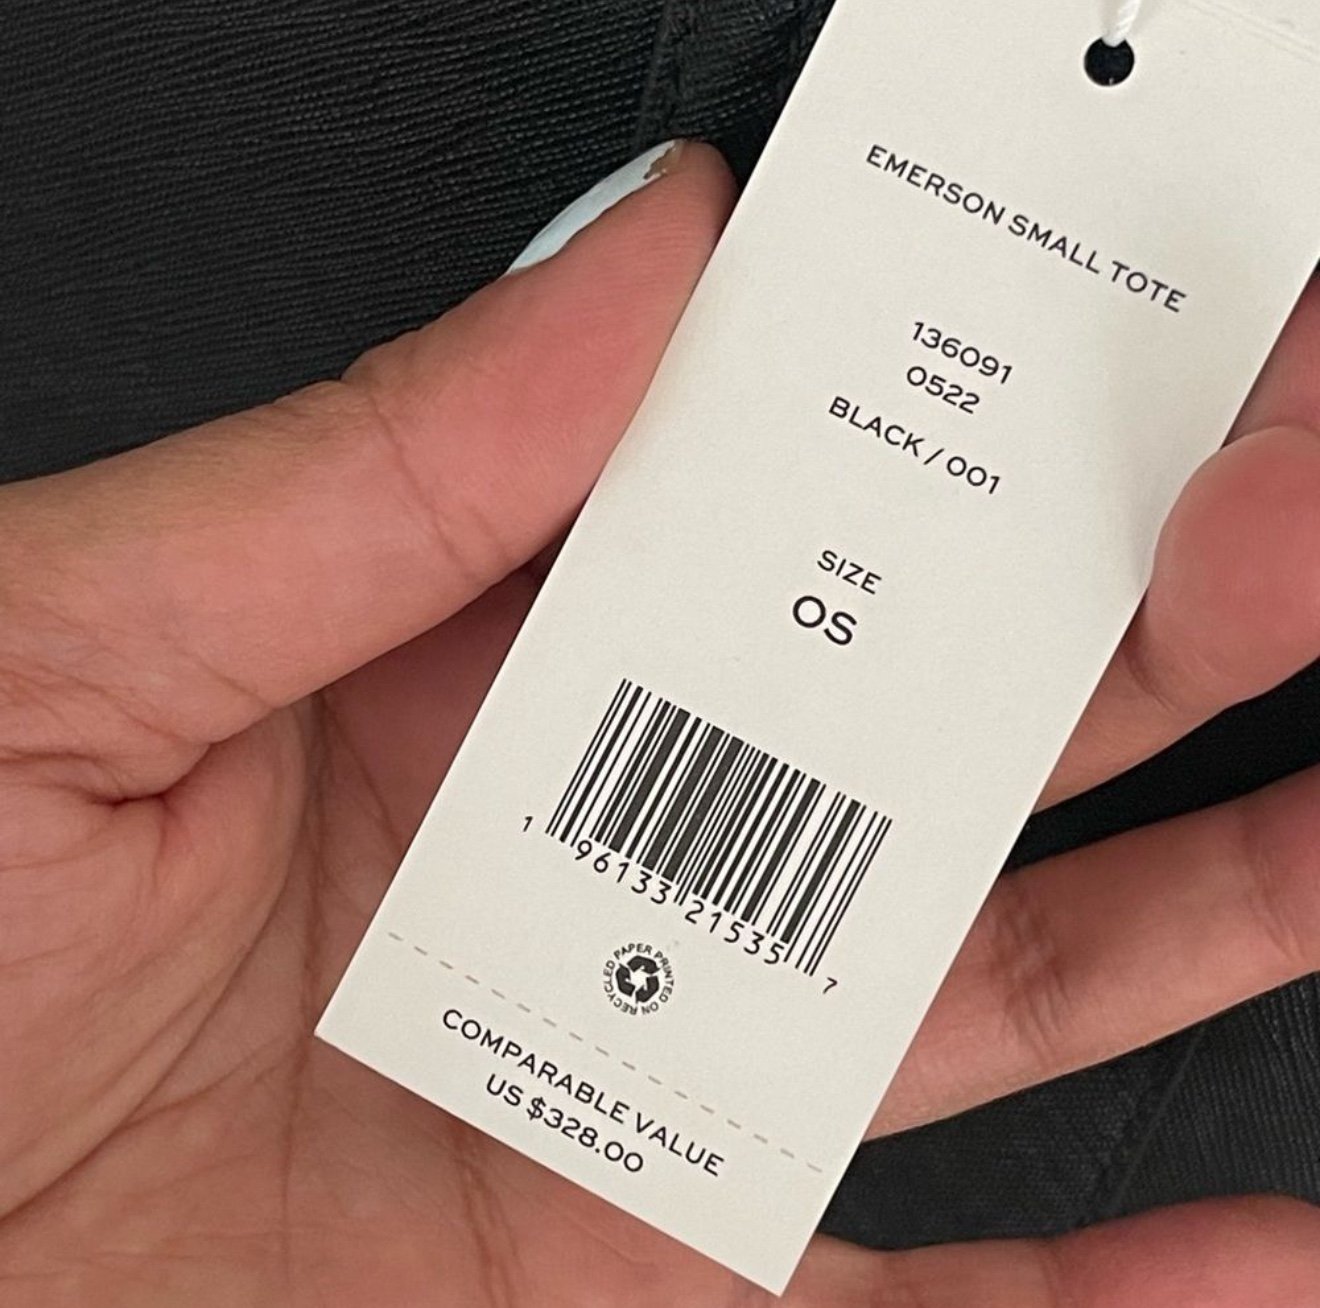 EMERSON SMALL TOTE
136091
0522
BLACK / 001
SIZE
OS
1 96133 21535 7
PRINTED ON RECYCLED PAPER
COMPARABLE VALUE
US $328.00